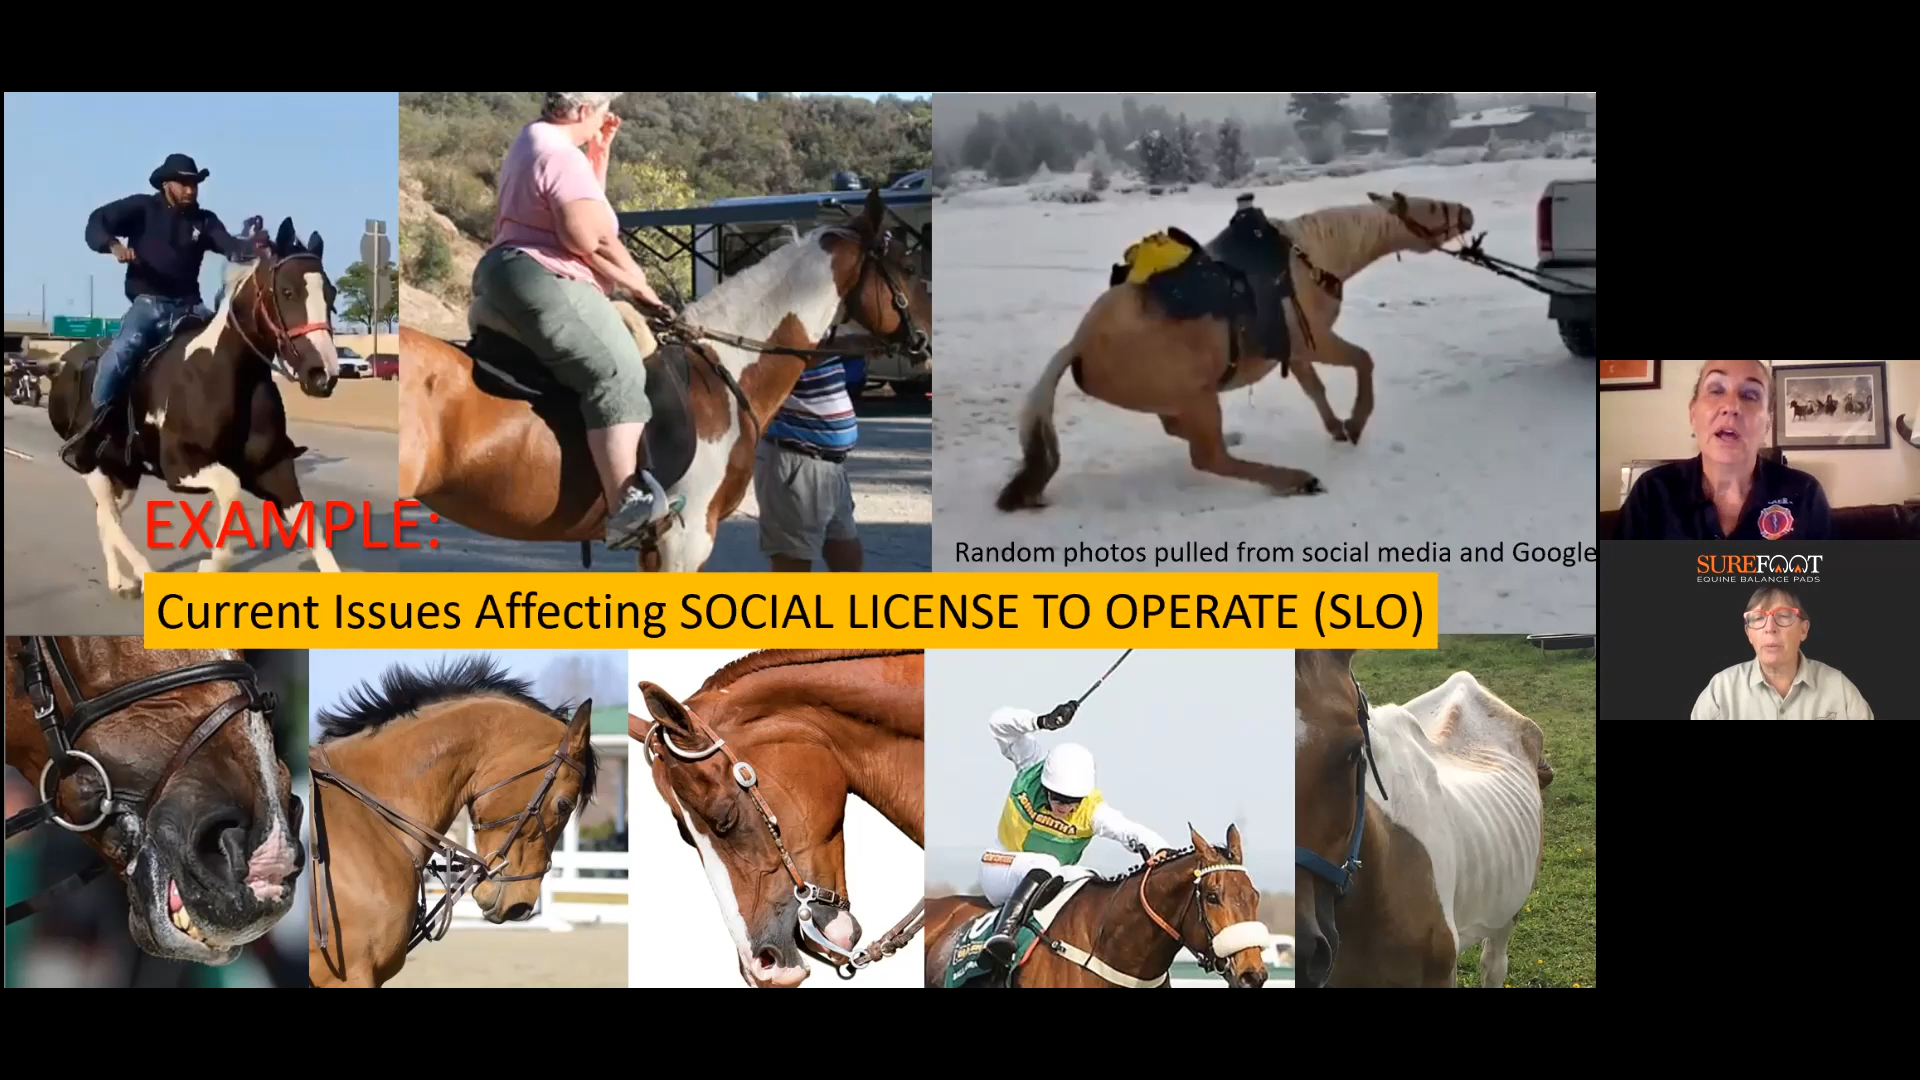 EXAMPLE:
Random photos pulled from social media and Google
Current Issues Affecting SOCIAL LICENSE TO OPERATE (SLO)
SUREFOOT
EQUINE BALANCE PADS